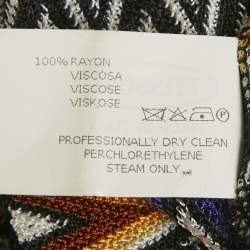 100% RAYON
VISCOSA
VISCOSE
VISKOSE
PROFESSIONALLY DRY CLEAN
PERCHLORETHYLENE
STEAM ONLY